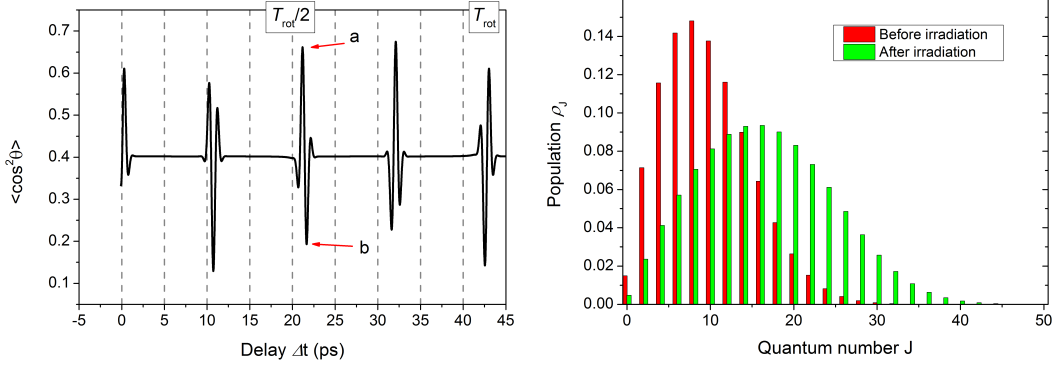 T_rot/2
T_rot
a
b
0.7
0.6
0.5
0.4
0.3
0.2
0.1
<cos²θ>
-5 0 5 10 15 20 25 30 35 40 45
Delay Δt (ps)
Before irradiation
After irradiation
0.14
0.12
0.10
0.08
0.06
0.04
0.02
0.00
Population ρ_J
0 10 20 30 40 50
Quantum number J